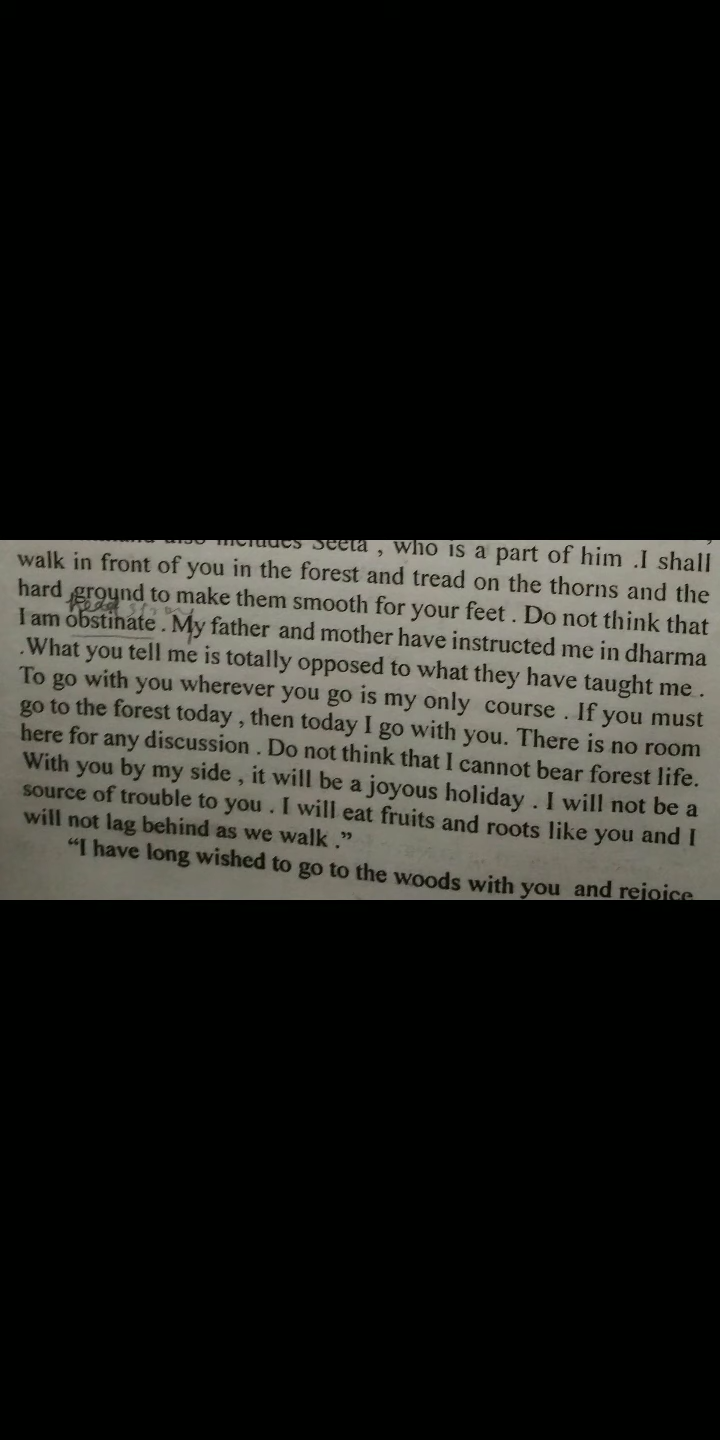 also includes Seeta , who is a part of him .I shall
walk in front of you in the forest and tread on the thorns and the
hard ground to make them smooth for your feet . Do not think that
head strong
I am obstinate . My father and mother have instructed me in dharma
.What you tell me is totally opposed to what they have taught me .
To go with you wherever you go is my only course . If you must
go to the forest today , then today I go with you. There is no room
here for any discussion . Do not think that I cannot bear forest life.
With you by my side , it will be a joyous holiday . I will not be a
source of trouble to you . I will eat fruits and roots like you and I
will not lag behind as we walk .”
“I have long wished to go to the woods with you and rejoice